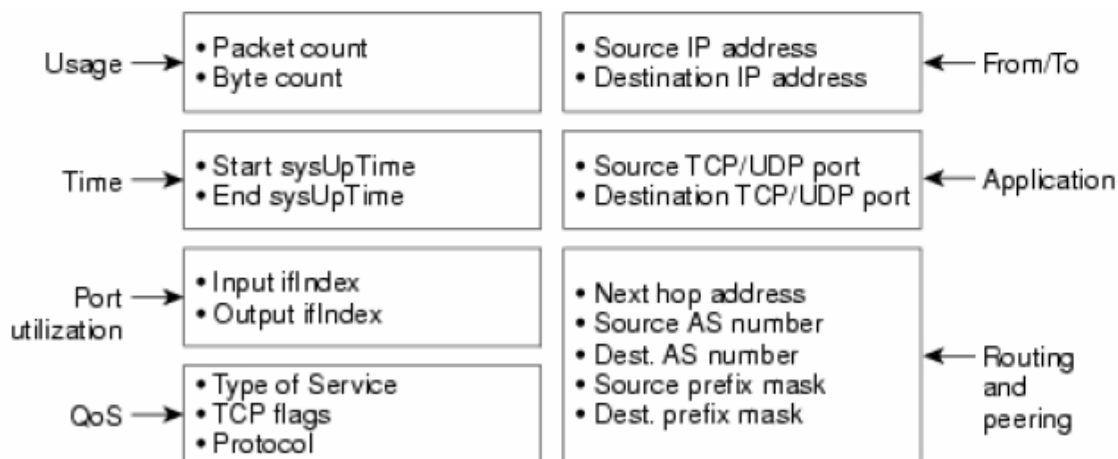 Usage
• Packet count
• Byte count
• Source IP address
• Destination IP address
From/To
Time
• Start sysUpTime
• End sysUpTime
• Source TCP/UDP port
• Destination TCP/UDP port
Application
Port
utilization
• Input ifIndex
• Output ifIndex
QoS
• Type of Service
• TCP flags
• Protocol
• Next hop address
• Source AS number
• Dest. AS number
• Source prefix mask
• Dest. prefix mask
Routing
and
peering